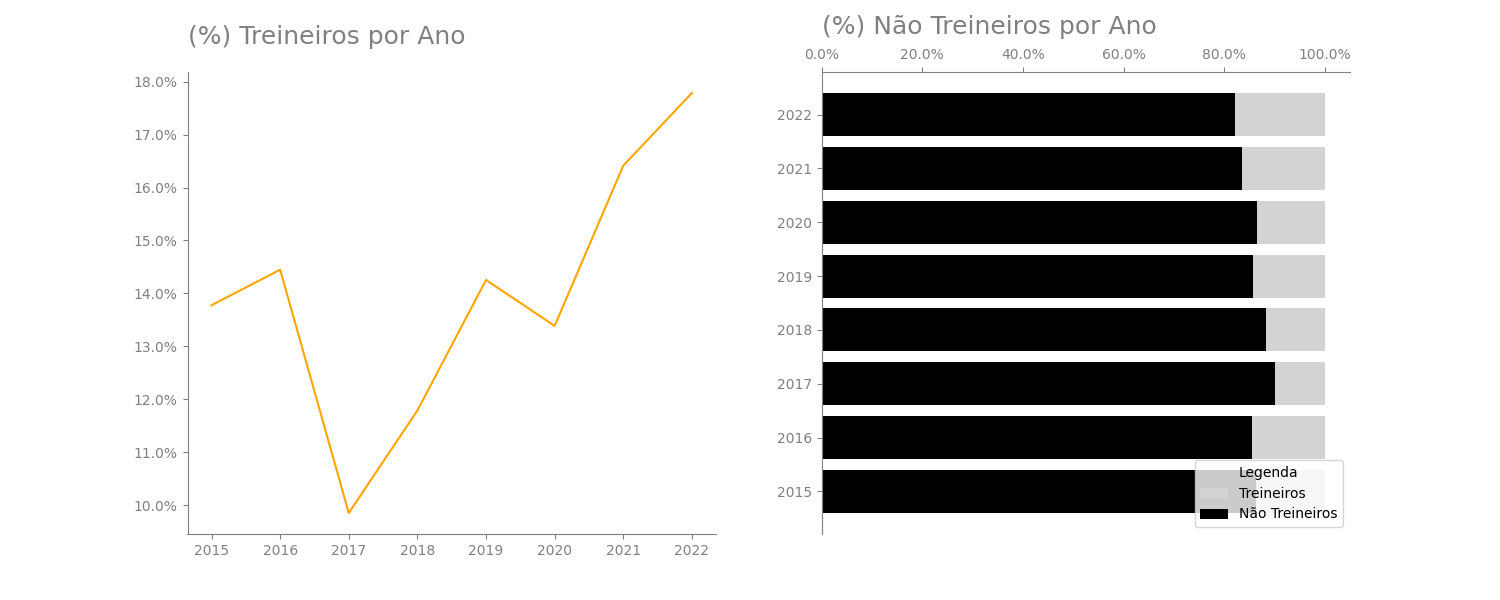 (%) Treineiros por Ano
18.0%
17.0%
16.0%
15.0%
14.0%
13.0%
12.0%
11.0%
10.0%
2015 2016 2017 2018 2019 2020 2021 2022
(%) Não Treineiros por Ano
0.0% 20.0% 40.0% 60.0% 80.0% 100.0%
2022
2021
2020
2019
2018
2017
2016
2015
Legenda
Treineiros
Não Treineiros